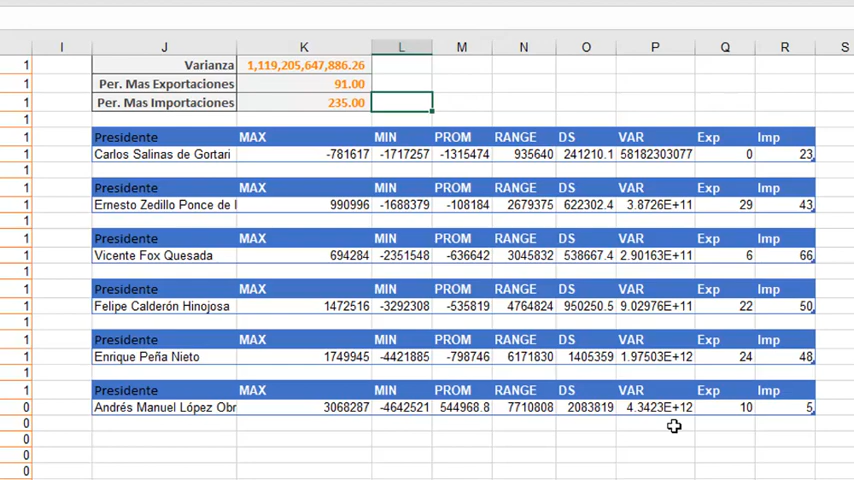 I J K L M N O P Q R S
1 Varianza 1,119,205,647,886.26
1 Per. Mas Exportaciones 91.00
1 Per. Mas Importaciones 235.00
1
1 Presidente MAX MIN PROM RANGE DS VAR Exp Imp
1 Carlos Salinas de Gortari -781617 -1717257 -1315474 935640 241210.1 58182303077 0 23
1
1 Presidente MAX MIN PROM RANGE DS VAR Exp Imp
1 Ernesto Zedillo Ponce de l 990996 -1688379 -108184 2679375 622302.4 3.8726E+11 29 43
1
1 Presidente MAX MIN PROM RANGE DS VAR Exp Imp
1 Vicente Fox Quesada 694284 -2351548 -636642 3045832 538667.4 2.90163E+11 6 66
1
1 Presidente MAX MIN PROM RANGE DS VAR Exp Imp
1 Felipe Calderón Hinojosa 1472516 -3292308 -535819 4764824 950250.5 9.02976E+11 22 50
1
1 Presidente MAX MIN PROM RANGE DS VAR Exp Imp
1 Enrique Peña Nieto 1749945 -4421885 -798746 6171830 1405359 1.97503E+12 24 48
1
1 Presidente MAX MIN PROM RANGE DS VAR Exp Imp
0 Andrés Manuel López Obr 3068287 -4642521 544968.8 7710808 2083819 4.3423E+12 10 5
0
0
0
0